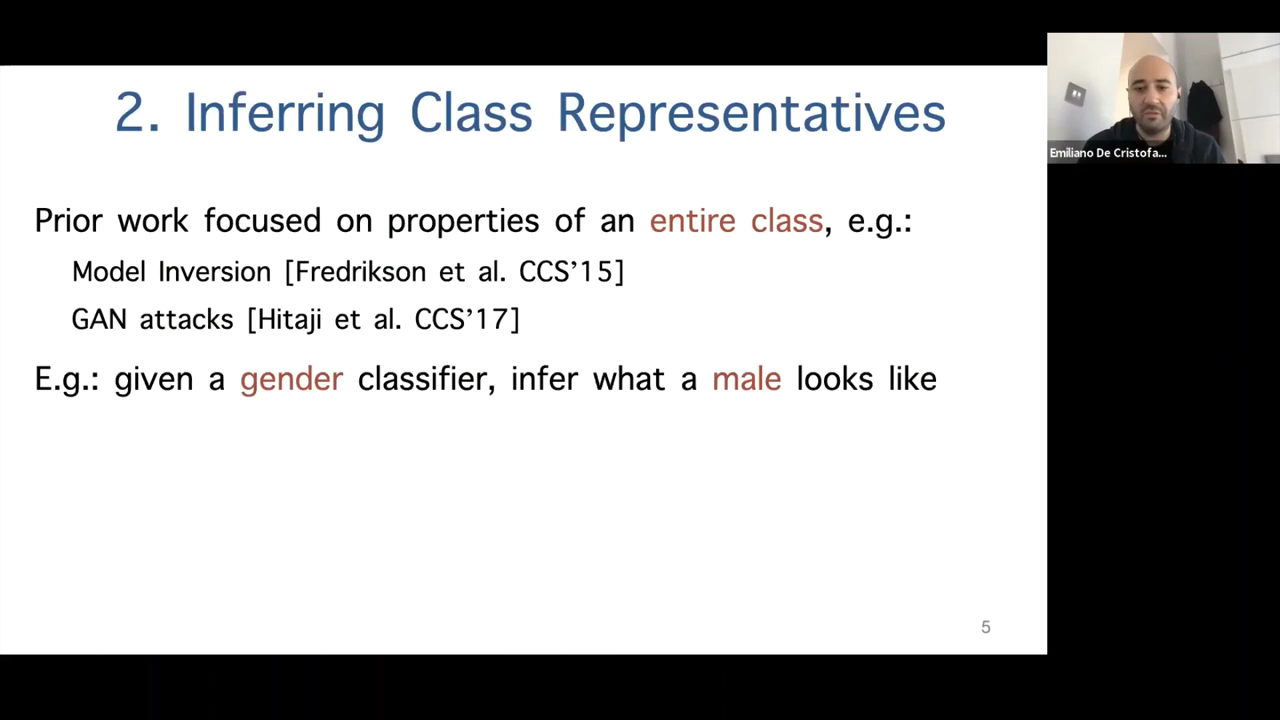 2. Inferring Class Representatives
Emiliano De Cristofa...
Prior work focused on properties of an entire class, e.g.:
Model Inversion [Fredrikson et al. CCS’15]
GAN attacks [Hitaji et al. CCS’17]
E.g.: given a gender classifier, infer what a male looks like
5